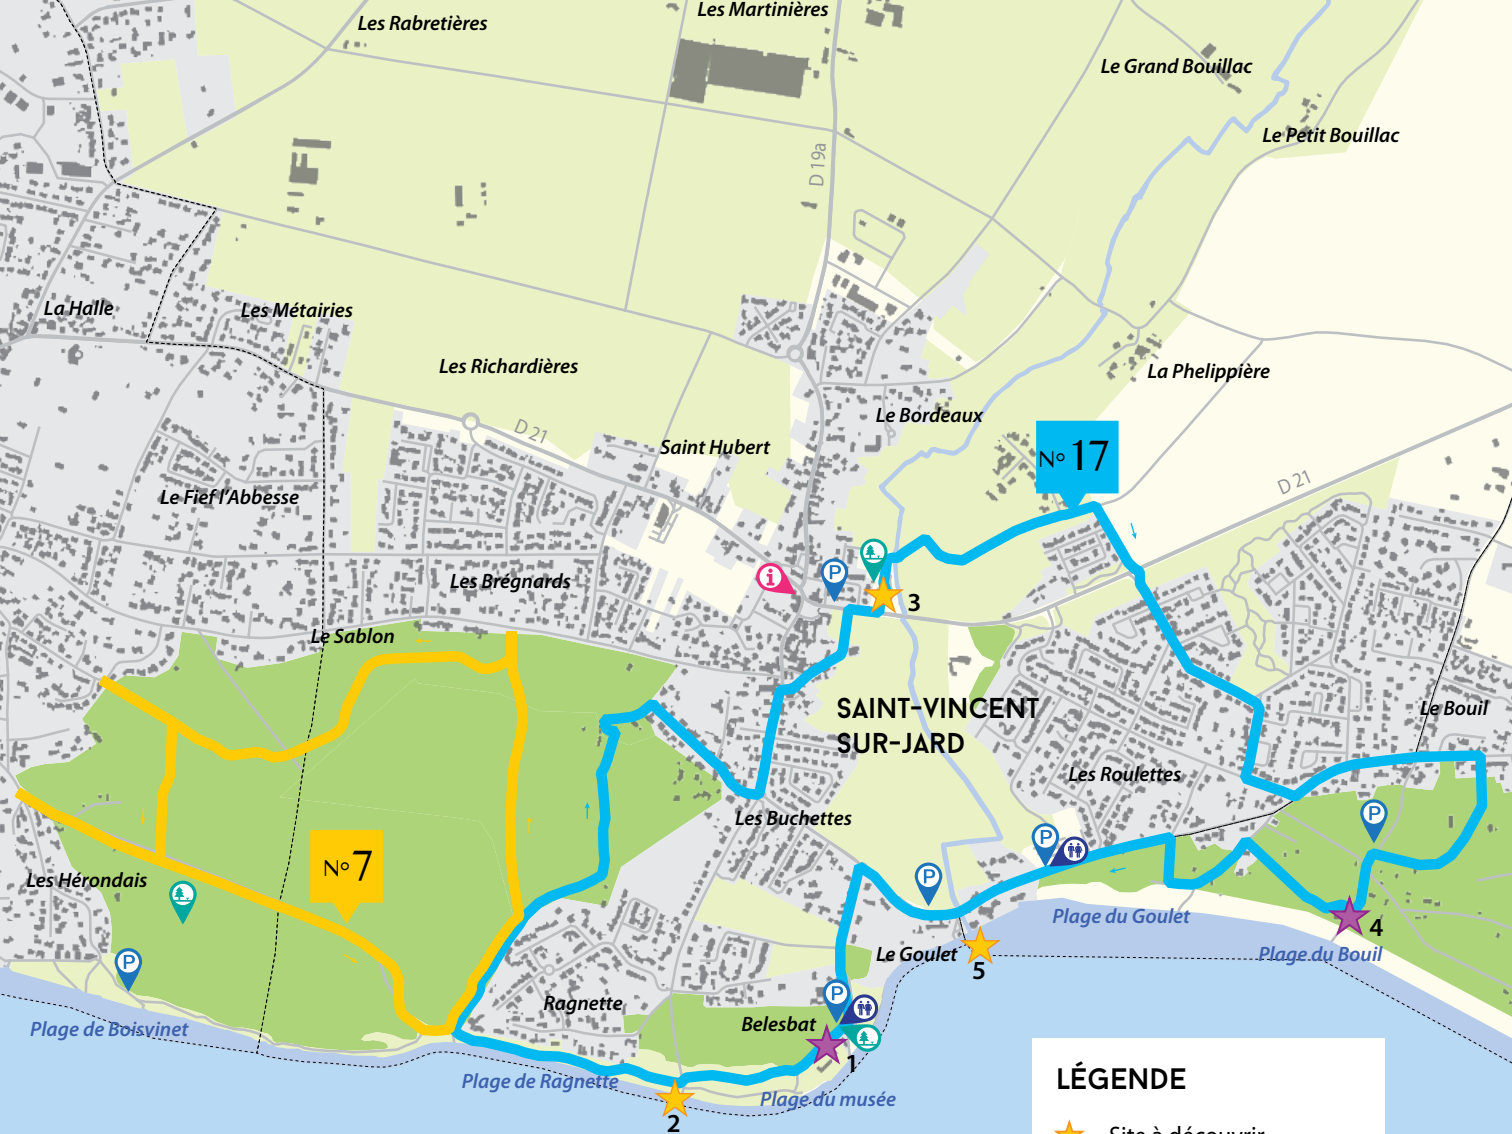 Les Rabretières
Les Martinières
Le Grand Bouillac
Le Petit Bouillac
D 19a
La Halle
Les Métairies
Les Richardières
La Phelippière
Le Bordeaux
D 21
Saint Hubert
N° 17
D 21
Le Fief l'Abbesse
i
P
Les Brégnards
3
Le Sablon
SAINT-VINCENT
SUR-JARD
Le Bouil
Les Roulettes
Les Buchettes
P
P
N° 7
Les Hérondais
P
Plage du Goulet
4
P
Le Goulet
Plage du Bouil
5
P
Ragnette
Belesbat
Plage de Boisvinet
1
Plage de Ragnette
Plage du musée
2
LÉGENDE
Site à découvrir